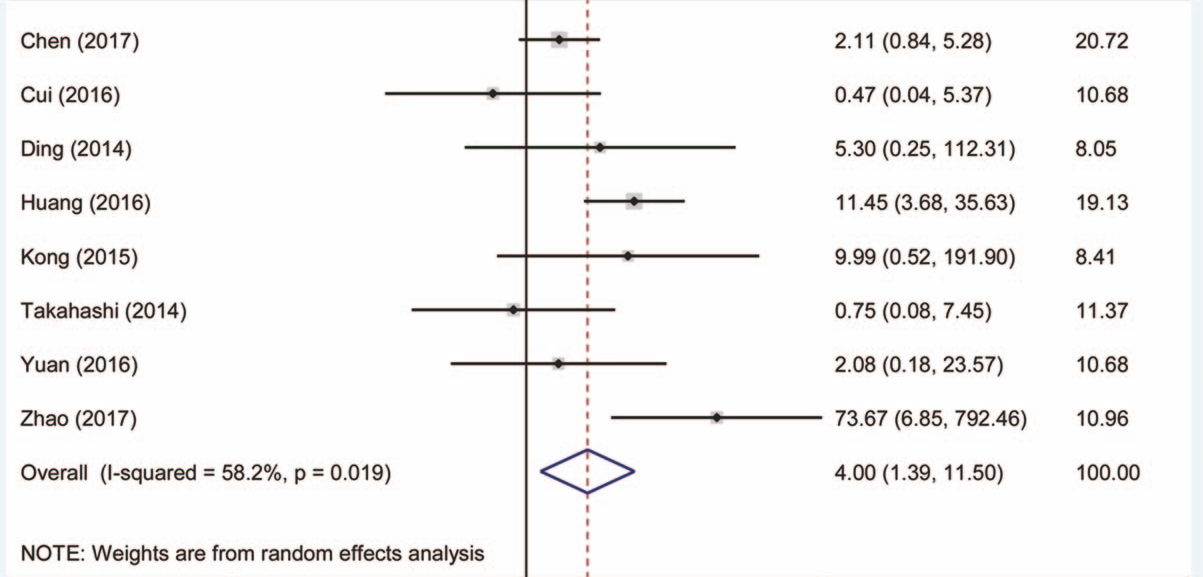 Chen (2017) 2.11 (0.84, 5.28) 20.72
Cui (2016) 0.47 (0.04, 5.37) 10.68
Ding (2014) 5.30 (0.25, 112.31) 8.05
Huang (2016) 11.45 (3.68, 35.63) 19.13
Kong (2015) 9.99 (0.52, 191.90) 8.41
Takahashi (2014) 0.75 (0.08, 7.45) 11.37
Yuan (2016) 2.08 (0.18, 23.57) 10.68
Zhao (2017) 73.67 (6.85, 792.46) 10.96
Overall (I-squared = 58.2%, p = 0.019) 4.00 (1.39, 11.50) 100.00
NOTE: Weights are from random effects analysis